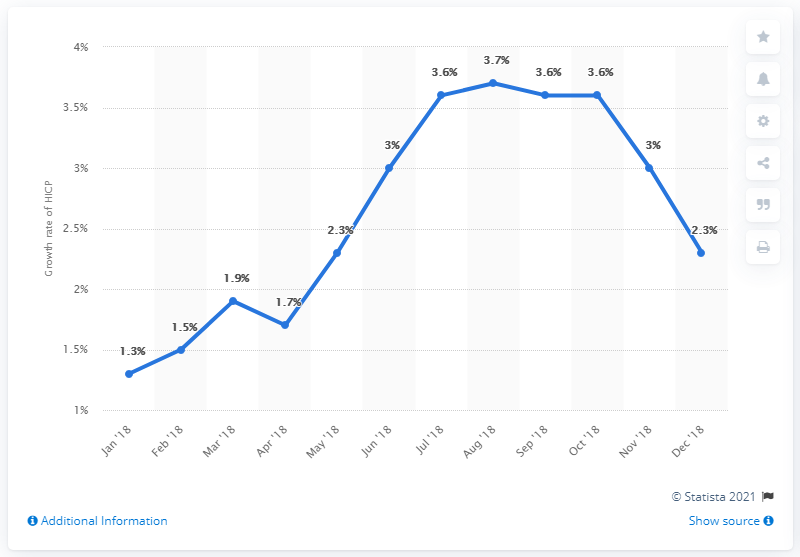 4%
3.5%
3%
2.5%
2%
1.5%
1%
Growth rate of HICP
1.3%
1.5%
1.9%
1.7%
2.3%
3%
3.6%
3.7%
3.6%
3.6%
3%
2.3%
Jan '18
Feb '18
Mar '18
Apr '18
May '18
Jun '18
Jul '18
Aug '18
Sep '18
Oct '18
Nov '18
Dec '18
© Statista 2021
Additional Information
Show source